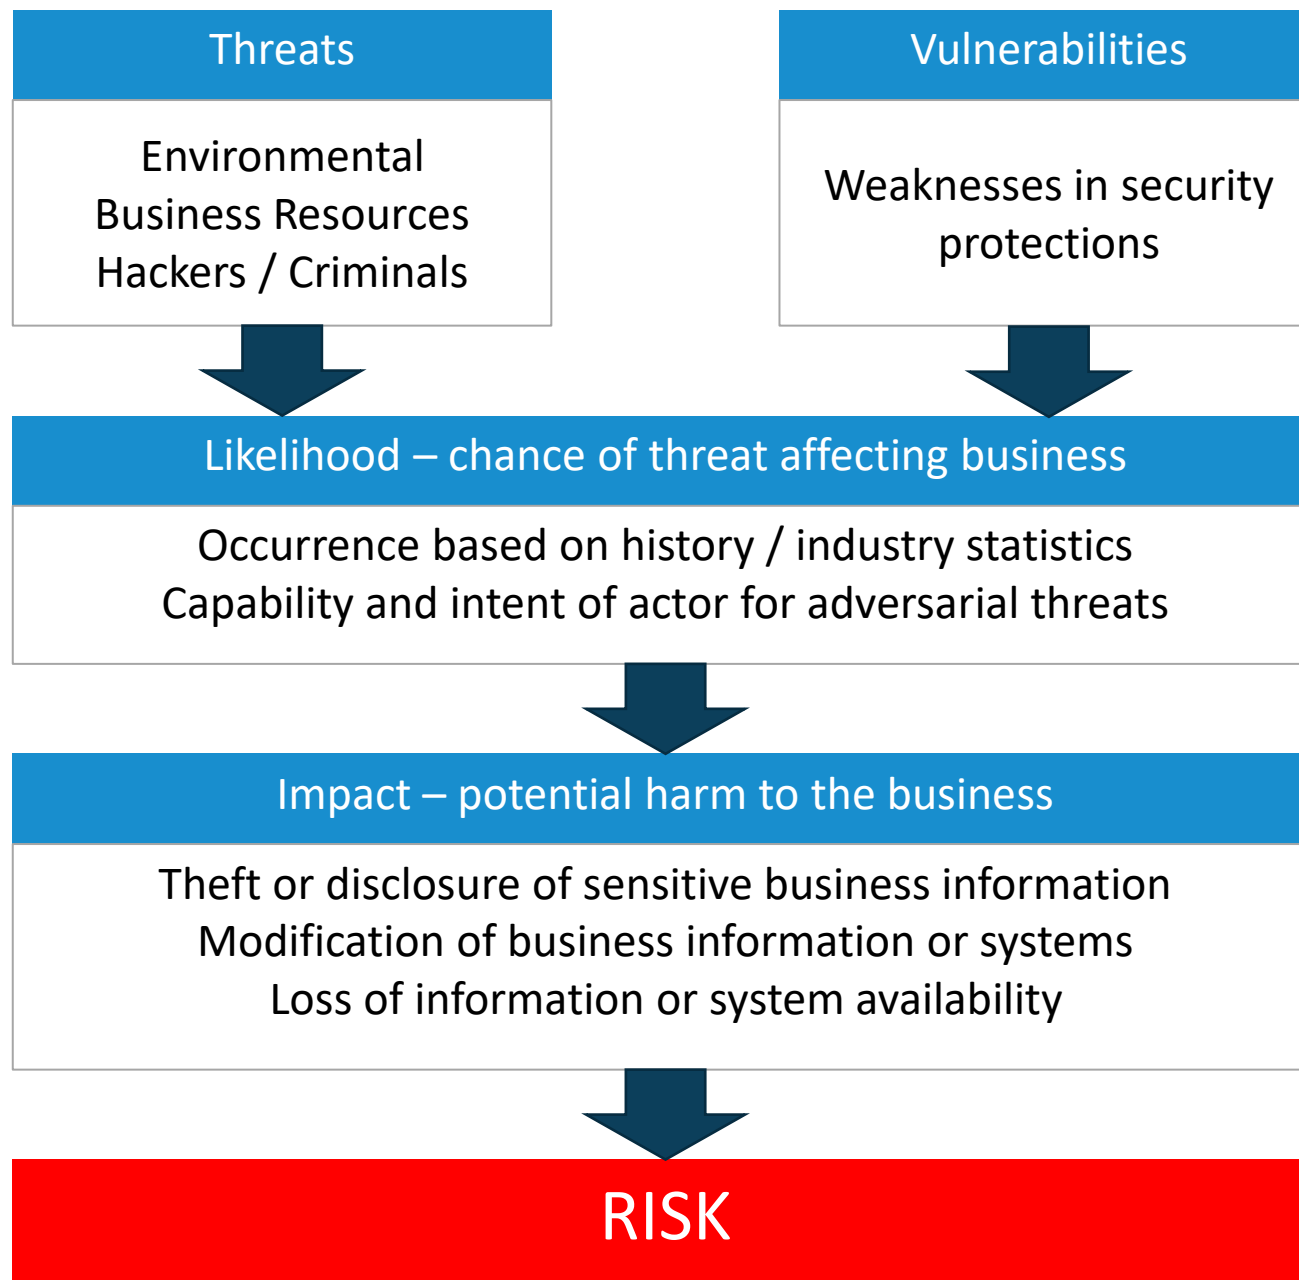 Threats
Environmental
Business Resources
Hackers / Criminals
Vulnerabilities
Weaknesses in security
protections
Likelihood – chance of threat affecting business
Occurrence based on history / industry statistics
Capability and intent of actor for adversarial threats
Impact – potential harm to the business
Theft or disclosure of sensitive business information
Modification of business information or systems
Loss of information or system availability
RISK